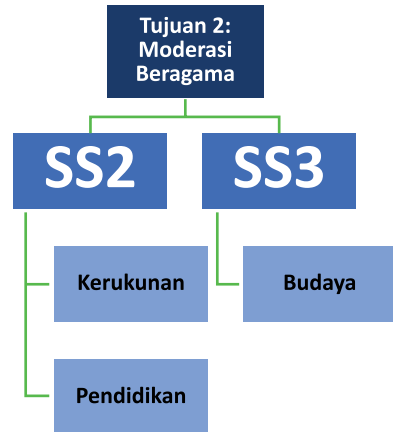 Tujuan 2:
Moderasi
Beragama
SS2
SS3
Kerukunan
Budaya
Pendidikan